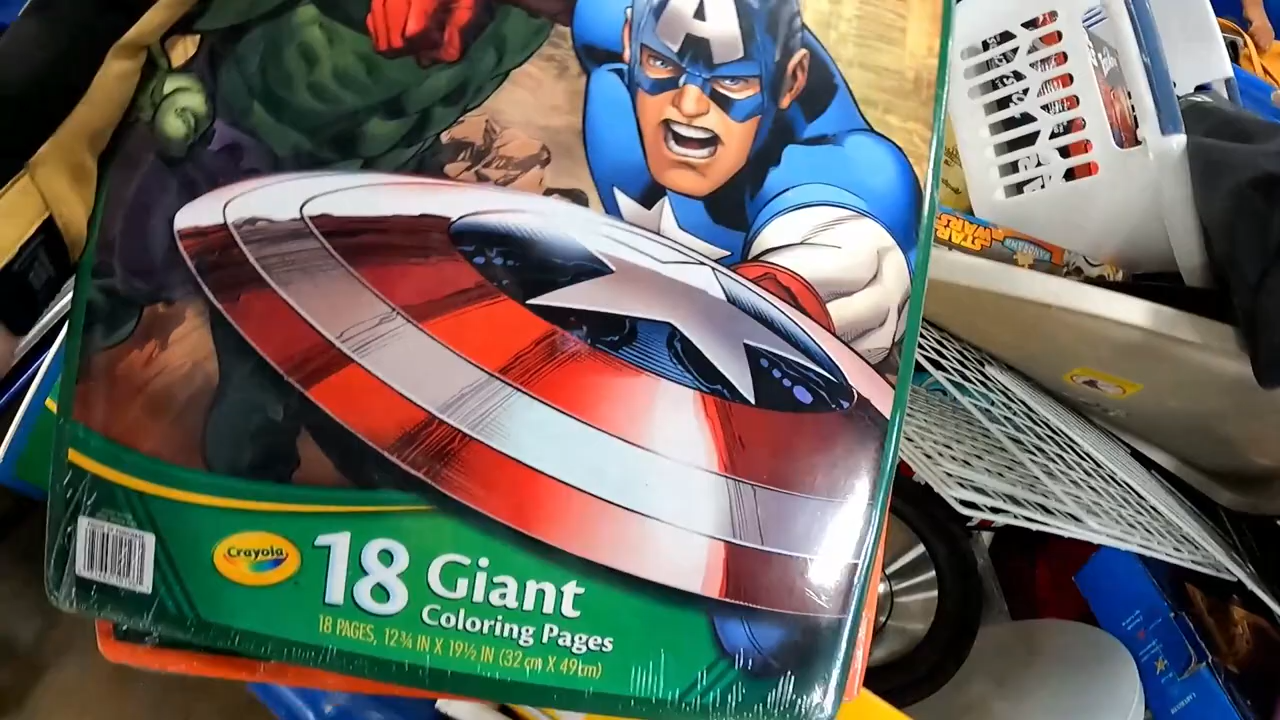 A
STAR
WARS
Crayola
18 Giant
Coloring Pages
18 PAGES, 12¾ IN X 19½ IN (32 cm X 49 cm)